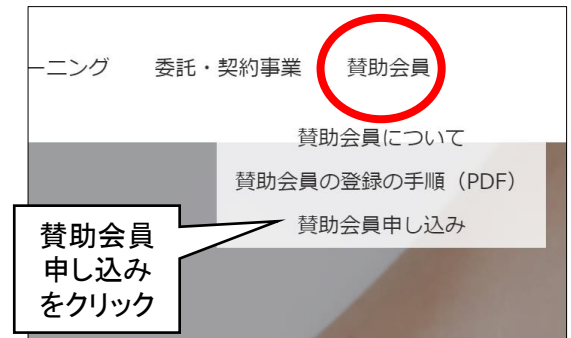 ーニング 委託・契約事業 賛助会員
賛助会員について
賛助会員の登録の手順（PDF）
賛助会員申し込み
賛助会員
申し込み
をクリック